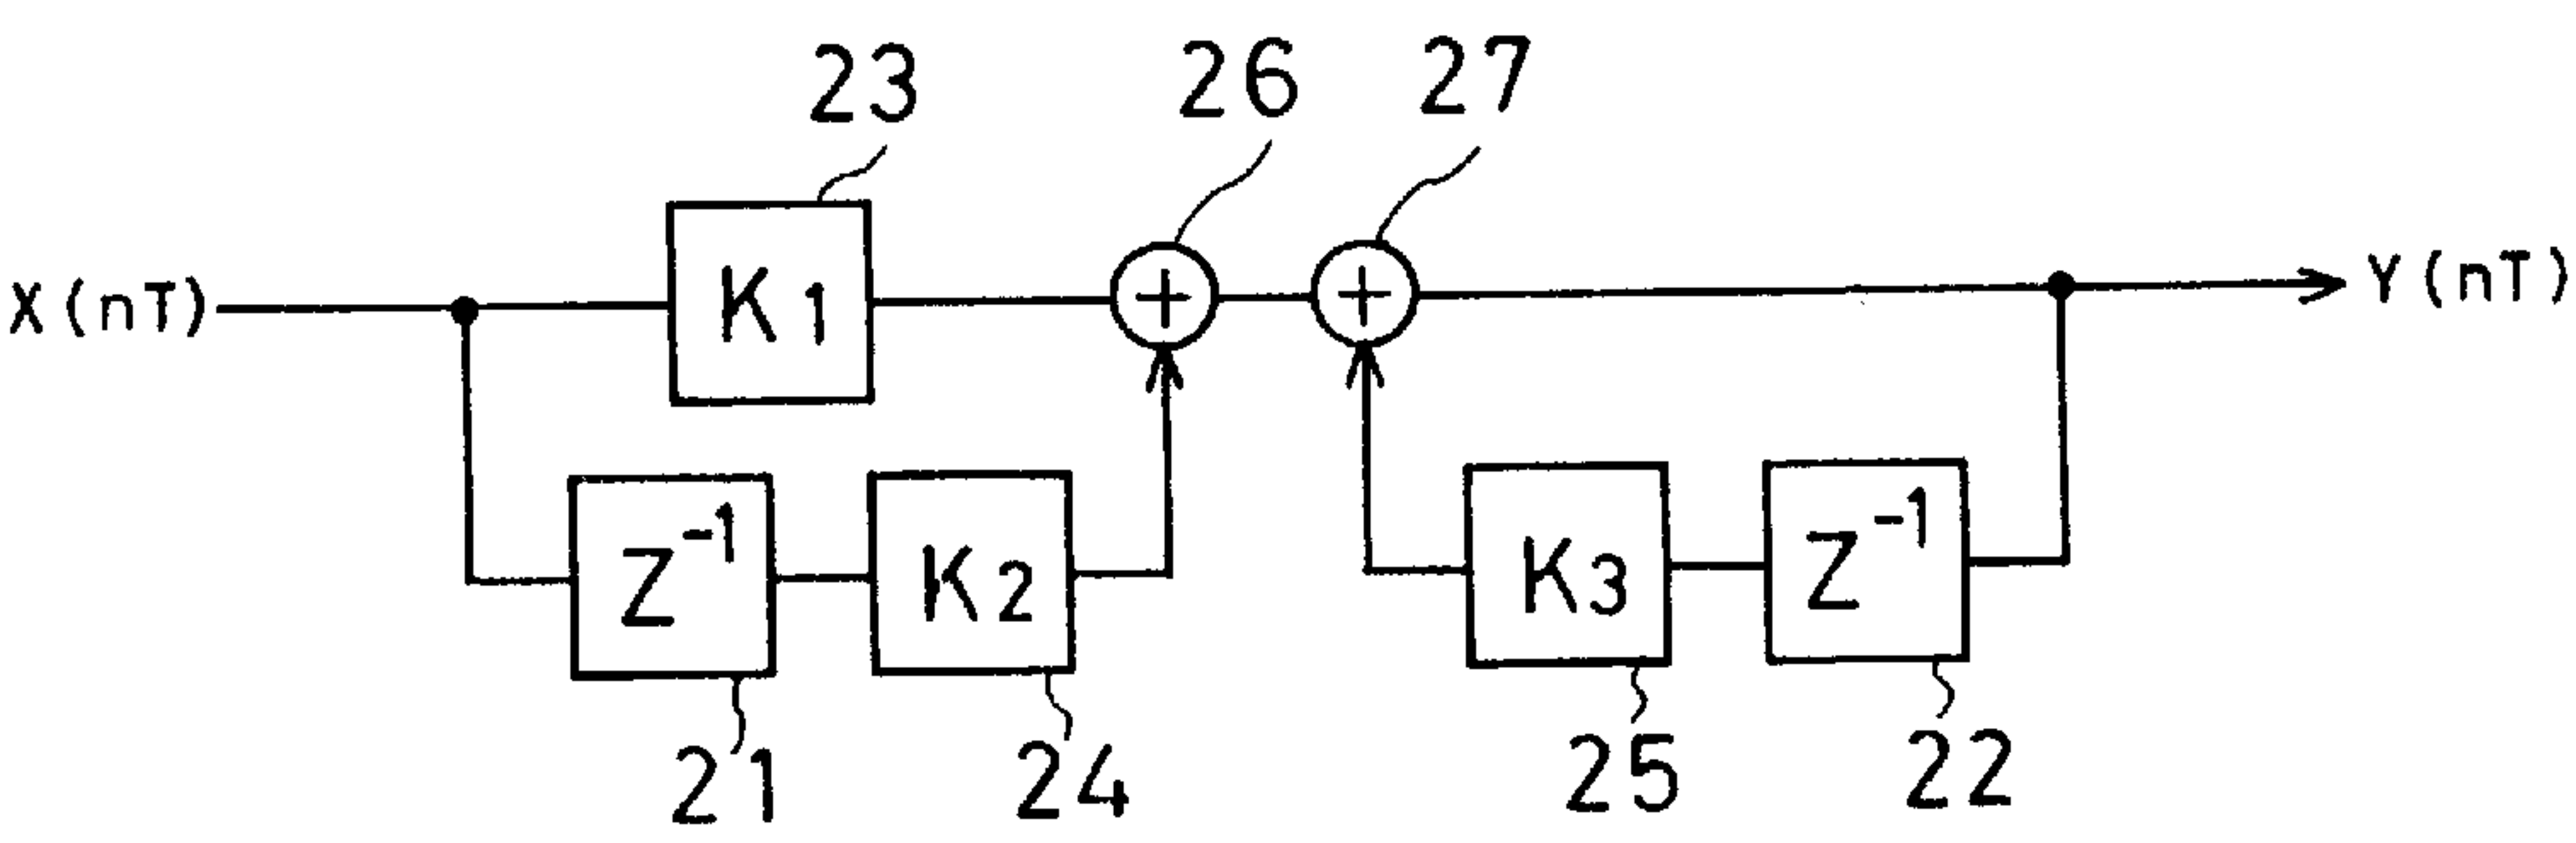 23 26 27
X(nT) K1 + + Y(nT)
Z⁻¹ K2 K3 Z⁻¹
21 24 25 22